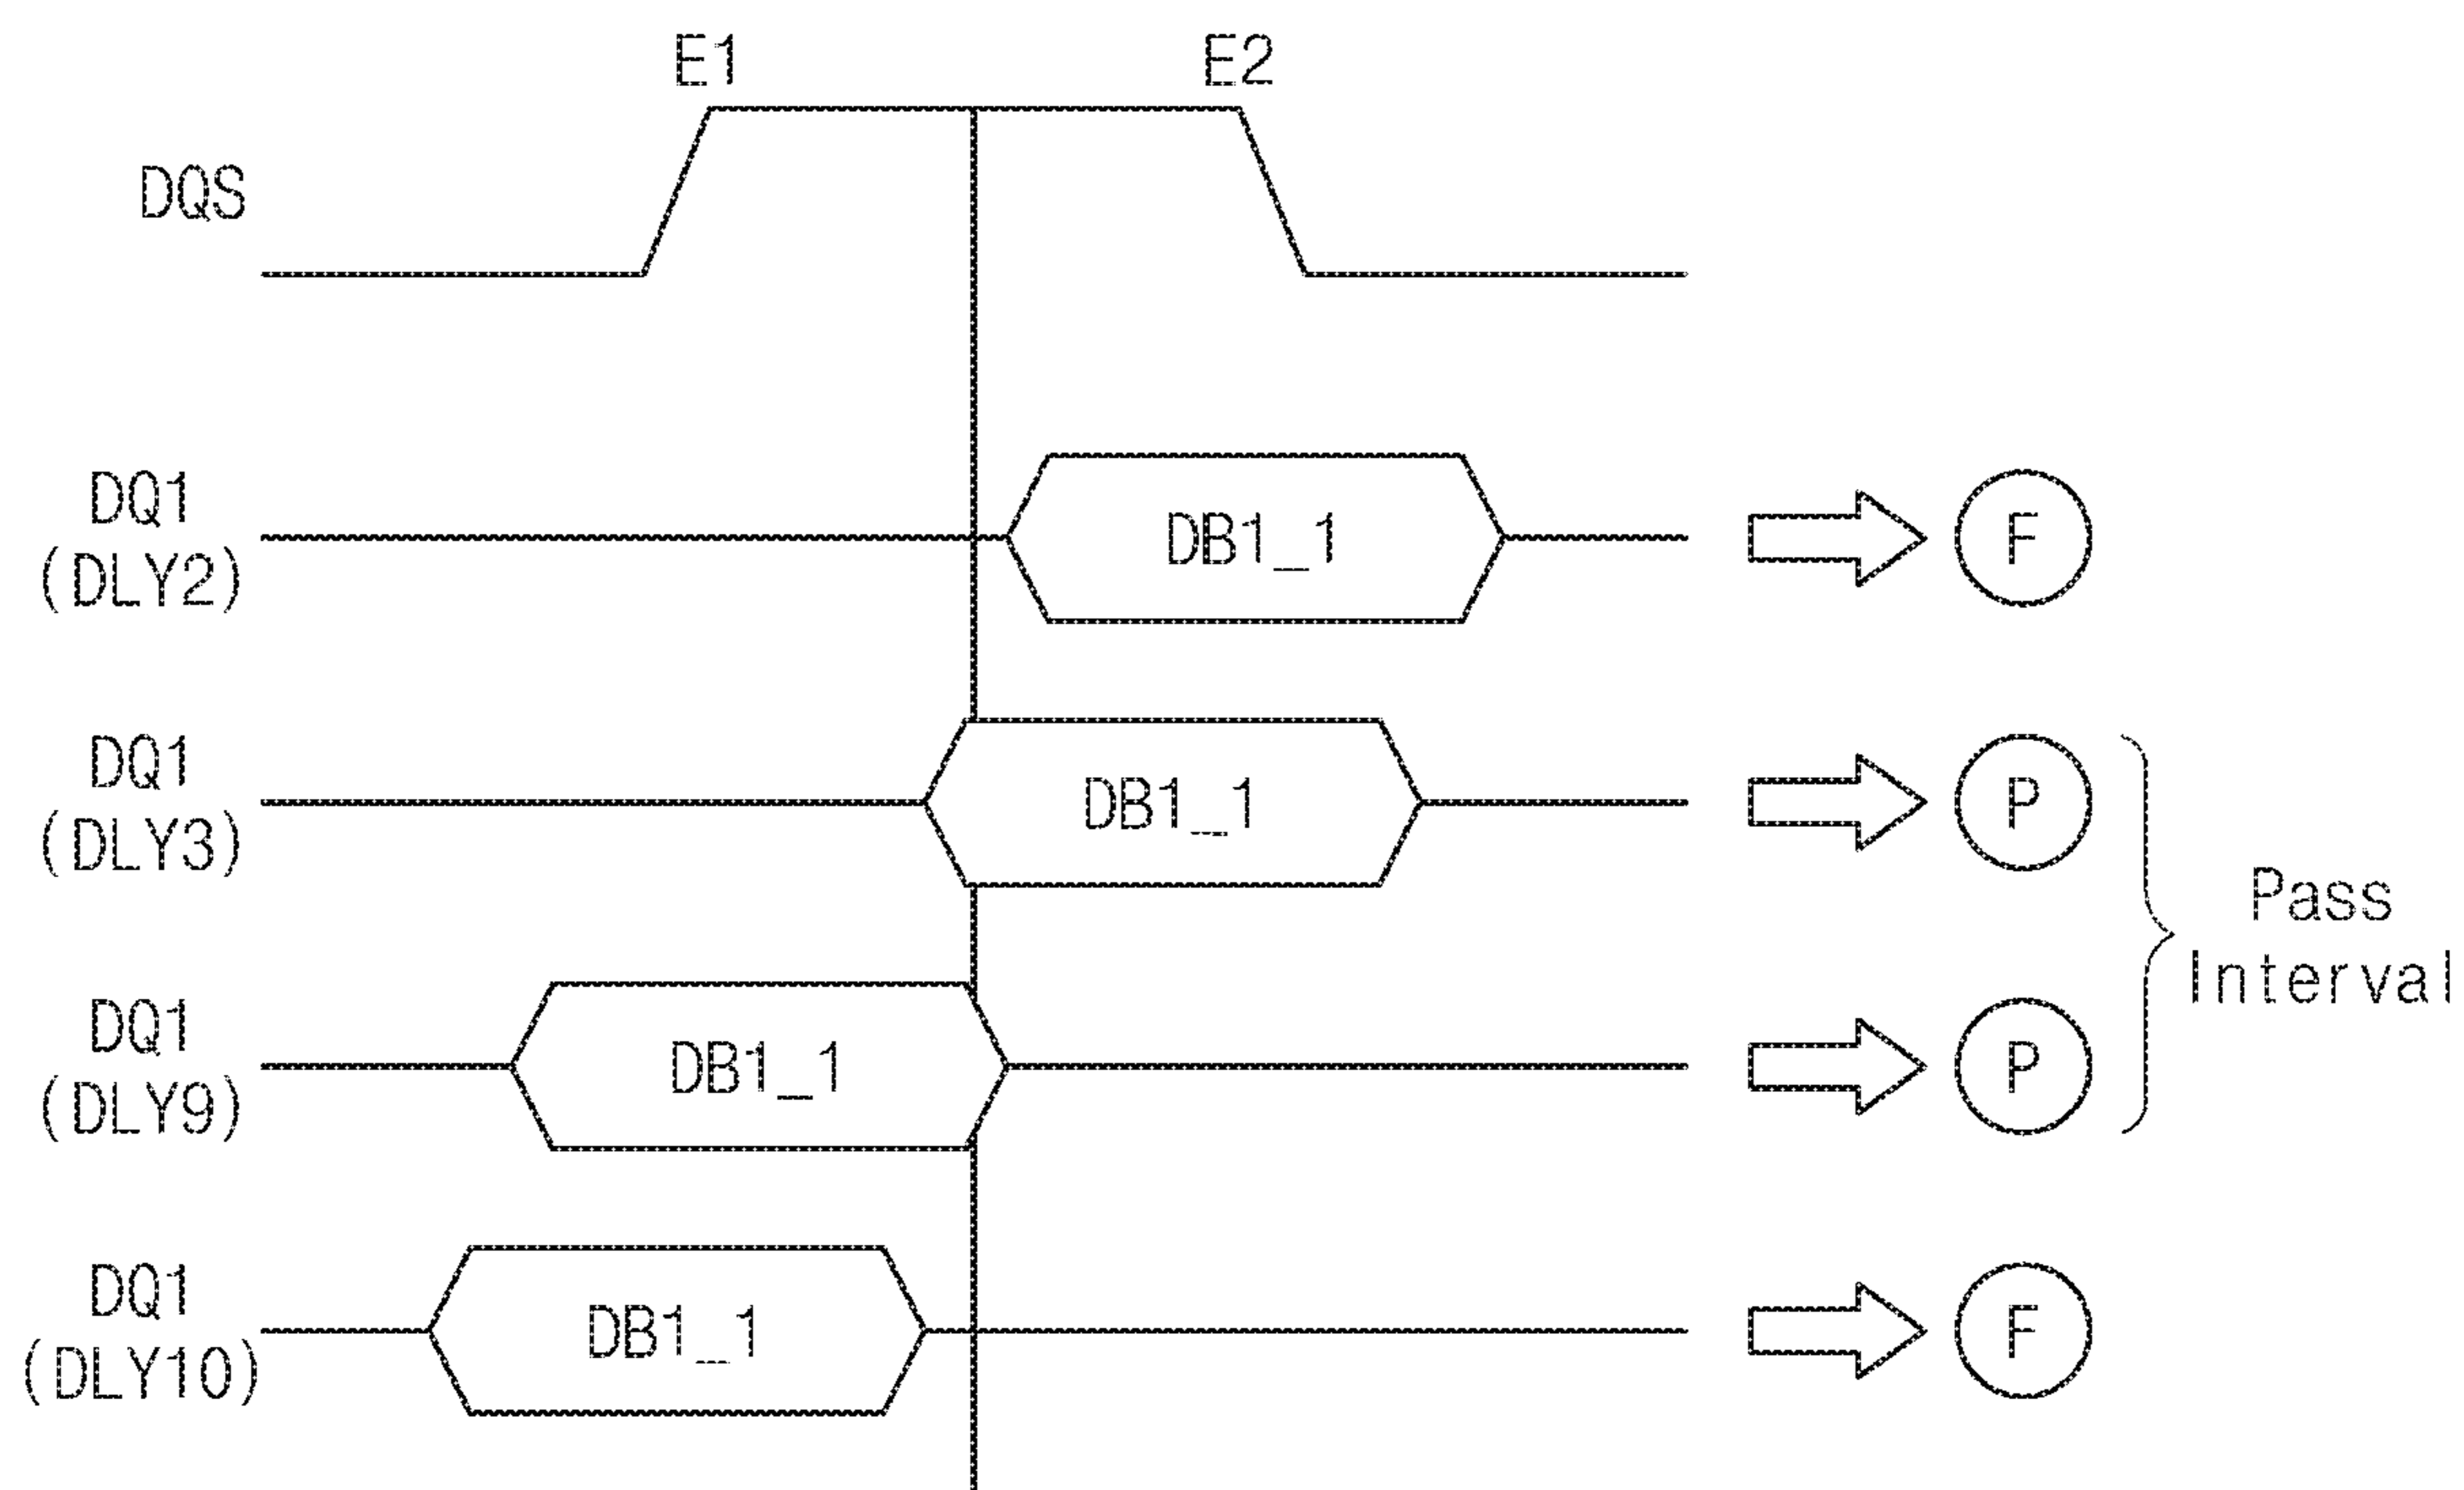 E1
E2
DQS
DQ1
(DLY2)
DB1_1
F
DQ1
(DLY3)
DB1_1
P
DQ1
(DLY9)
DB1_1
P
Pass
Interval
DQ1
(DLY10)
DB1_1
F